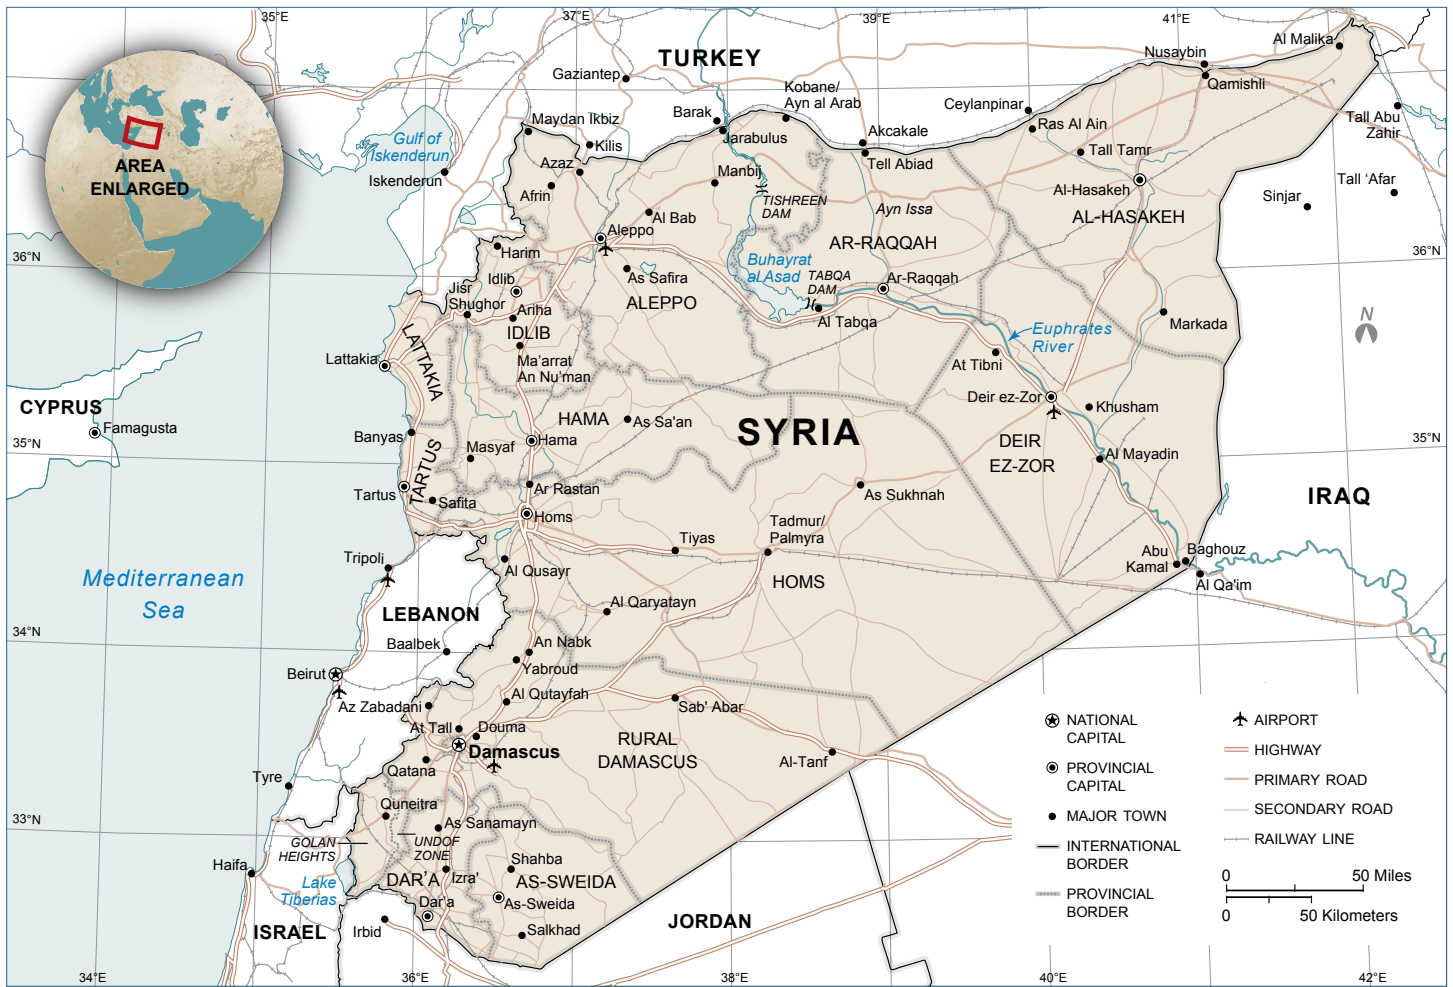 35°E
37°E
39°E
41°E
AREA
ENLARGED
TURKEY
Gaziantep
Nusaybin
Al Malika
Qamishli
Kobane/
Ayn al Arab
Barak
Jarabulus
Ceylanpinar
Ras Al Ain
Tall Abu
Zahir
Maydan Ikbiz
Kilis
Akcakale
Tell Abiad
Tall Tamr
Gulf of
Iskenderun
Iskenderun
Azaz
Afrin
Manbij
Al-Hasakeh
Tall ‘Afar
Sinjar
TISHREEN
DAM
Ayn Issa
AL-HASAKEH
Al Bab
Aleppo
AR-RAQQAH
36°N
36°N
Harim
Buhayrat
al Asad
TABQA
DAM
Ar-Raqqah
Idlib
As Safira
ALEPPO
Jisr
Shughor
Ariha
IDLIB
Al Tabqa
Markada
Euphrates
River
N
LATTAKIA
Lattakia
Ma’arrat
An Nu’man
At Tibni
CYPRUS
Famagusta
Deir ez-Zor
Khusham
HAMA
As Sa'an
SYRIA
35°N
35°N
Banyas
Masyaf
Hama
DEIR
EZ-ZOR
Al Mayadin
TARTUS
Tartus
Safita
Ar Rastan
As Sukhnah
IRAQ
Homs
Tiyas
Tadmur/
Palmyra
Abu
Kamal
Baghouz
Al Qa'im
Tripoli
Al Qusayr
HOMS
Mediterranean
Sea
LEBANON
Al Qaryatayn
34°N
34°N
Baalbek
An Nabk
Yabroud
Beirut
Az Zabadani
Al Qutayfah
Sab' Abar
At Tall
Douma
Damascus
RURAL
DAMASCUS
Al-Tanf
Qatana
Tyre
Quneitra
33°N
As Sanamayn
GOLAN
HEIGHTS
UNDOF
ZONE
Haifa
Lake
Tiberias
Shahba
DAR’A
Izra'
AS-SWEIDA
Dar'a
As-Sweida
Irbid
Salkhad
ISRAEL
JORDAN
34°E
36°E
38°E
40°E
42°E
NATIONAL
CAPITAL
PROVINCIAL
CAPITAL
MAJOR TOWN
INTERNATIONAL
BORDER
PROVINCIAL
BORDER
AIRPORT
HIGHWAY
PRIMARY ROAD
SECONDARY ROAD
RAILWAY LINE
0 50 Miles
0 50 Kilometers